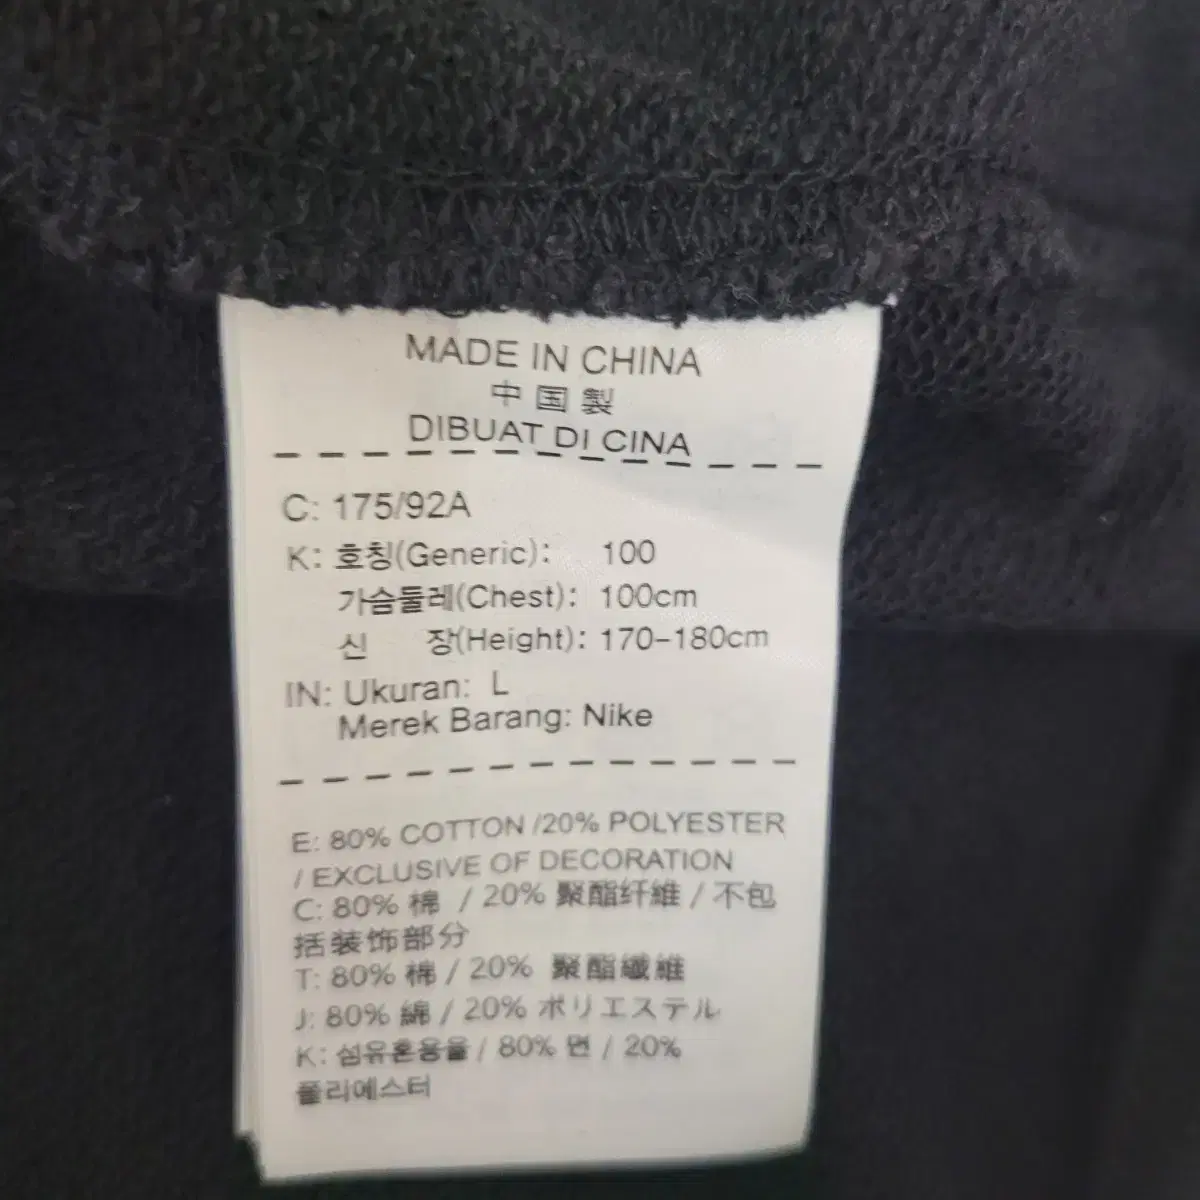 MADE IN CHINA
中国製
DIBUAT DI CINA
C: 175/92A
K: 호칭(Generic): 100
가슴둘레(Chest): 100cm
신 장(Height): 170-180cm
IN: Ukuran: L
Merek Barang: Nike
E: 80% COTTON /20% POLYESTER
/ EXCLUSIVE OF DECORATION
C: 80% 棉 / 20% 聚酯纤維 / 不包
括装饰部分
T: 80% 棉 / 20% 聚酯纖維
J: 80% 綿 / 20% ポリエステル
K: 섬유혼용율 / 80% 면 / 20%
폴리에스터